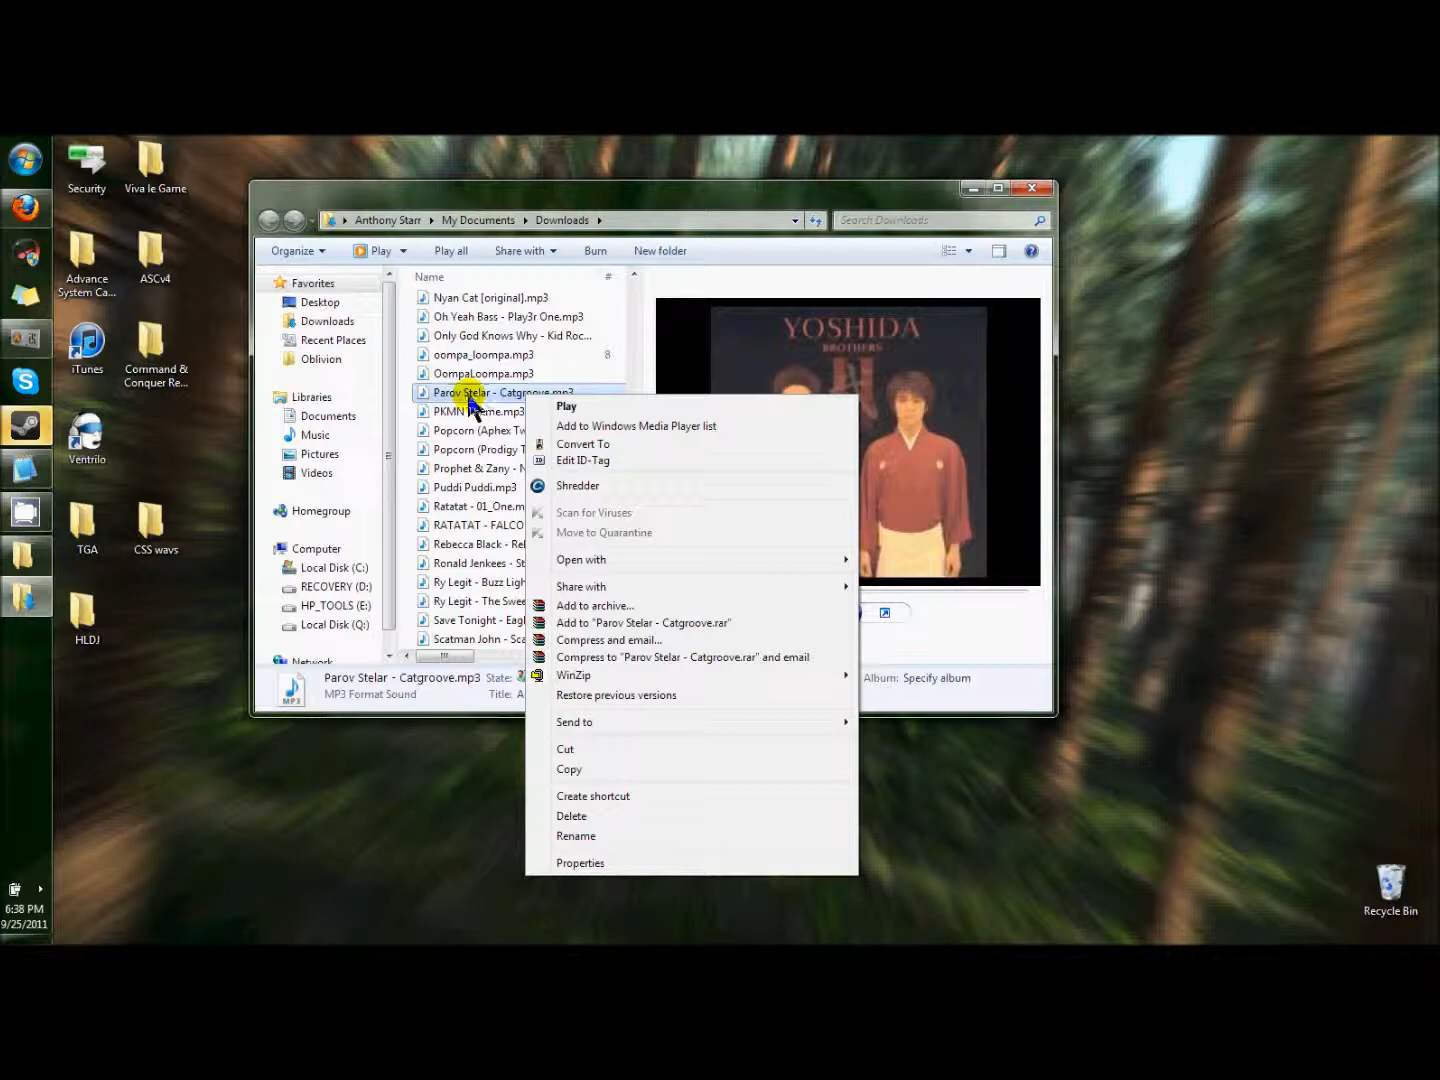 Security
Viva le Game
Advance
System Ca...
ASCv4
iTunes
Command &
Conquer Re...
Ventrilo
TGA
CSS wavs
HLDJ
6:38 PM
9/25/2011
Recycle Bin
Anthony Starr
My Documents
Downloads
Search Downloads
Organize
Play
Play all
Share with
Burn
New folder
Favorites
Desktop
Downloads
Recent Places
Oblivion
Libraries
Documents
Music
Pictures
Videos
Homegroup
Computer
Local Disk (C:)
RECOVERY (D:)
HP_TOOLS (E:)
Local Disk (Q:)
Network
Name #
Nyan Cat [original].mp3
Oh Yeah Bass - Play3r One.mp3
Only God Knows Why - Kid Roc...
oompa_loompa.mp3 8
OompaLoompa.mp3
Parov Stelar - Catgroove.mp3
PKMN
Popcorn (Aphex Tw
Popcorn (Prodigy T
Prophet & Zany - N
Puddi Puddi.mp3
Ratatat - 01_One.m
RATATAT - FALCO
Rebecca Black - Rel
Ronald Jenkees - St
Ry Legit - Buzz Ligh
Ry Legit - The Swee
Save Tonight - Eagl
Scatman John - Sca
YOSHIDA
BROTHERS
II
Play
Add to Windows Media Player list
Convert To
Edit ID-Tag
Shredder
Scan for Viruses
Move to Quarantine
Open with
Share with
Add to archive...
Add to "Parov Stelar - Catgroove.rar"
Compress and email...
Compress to "Parov Stelar - Catgroove.rar" and email
WinZip
Restore previous versions
Send to
Cut
Copy
Create shortcut
Delete
Rename
Properties
MP3
Parov Stelar - Catgroove.mp3 State:
MP3 Format Sound Title: A
Album: Specify album